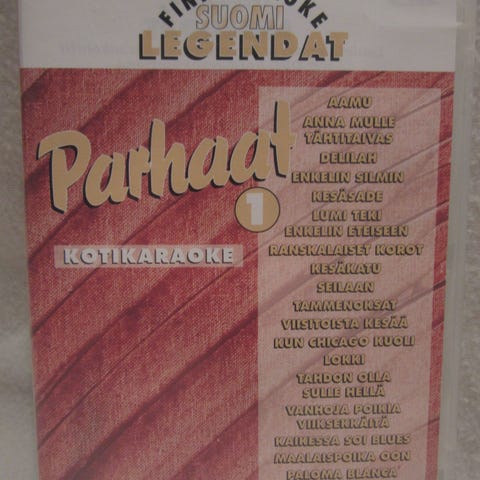 SUOMI
LEGENDAT
Parhaat
1
KOTIKARAOKE
AAMU
ANNA MULLE
TÄHTITAIVAS
DELILAH
ENKELIN SILMIN
KESÄSADE
LUMI TEKI
ENKELIN ETEISEEN
RANSKALAISET KOROT
KESÄKATU
SEILAAN
TAMMENOKSAT
VIISITOISTA KESÄÄ
KUN CHICAGO KUOLI
LOKKI
TAHDON OLLA
SULLE HELLÄ
VANHOJA POIKIA
VIIKSEKKÄITÄ
KAIKESSA SOI BLUES
MAALAISPOIKA OON
PALOMA BLANCA